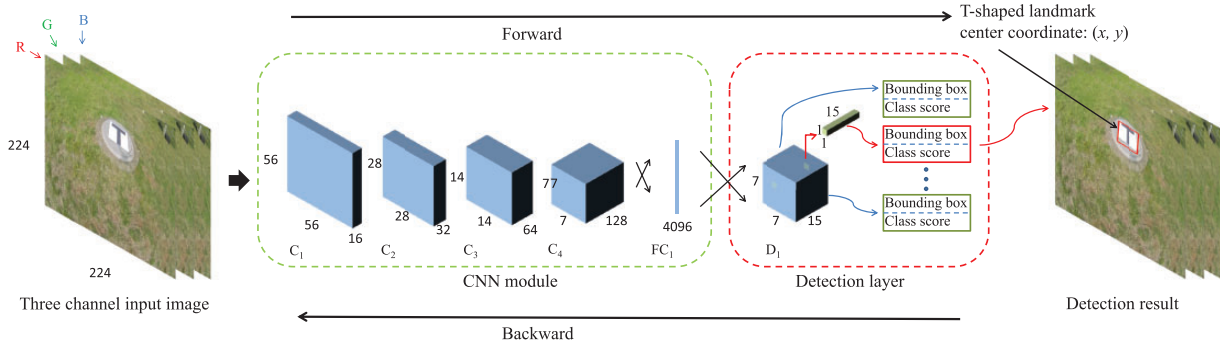 R
G
B
Forward
T-shaped landmark
center coordinate: (x, y)
224
224
Three channel input image
56
56
16
C1
28
28
32
C2
14
14
64
C3
77
7
128
C4
4096
FC1
CNN module
7
7
15
D1
15
1
1
Bounding box
Class score
Bounding box
Class score
Bounding box
Class score
Detection layer
T
T
Detection result
Backward